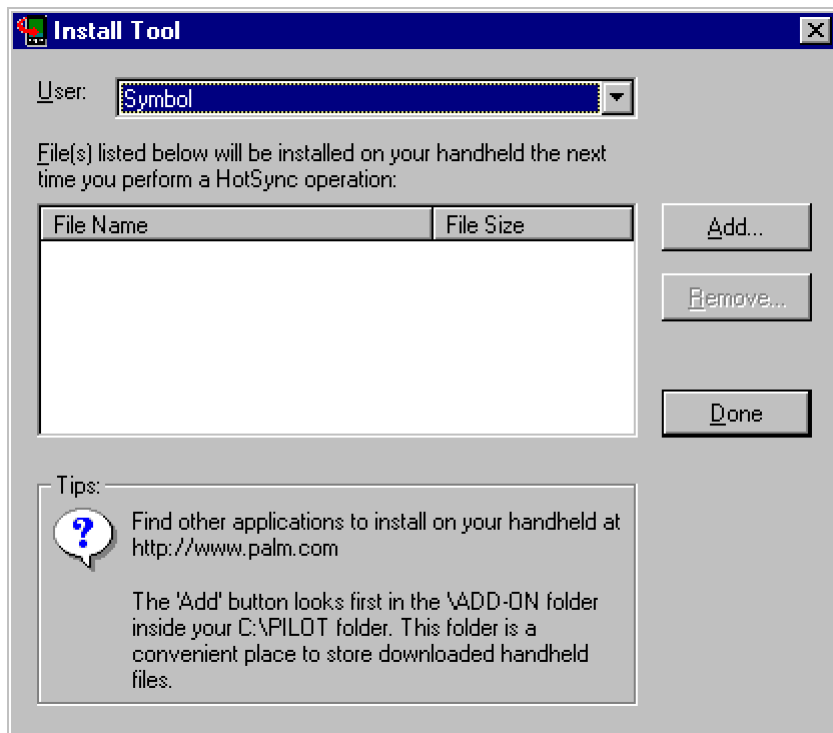 Install Tool
User: Symbol
File(s) listed below will be installed on your handheld the next
time you perform a HotSync operation:
File Name File Size
Add...
Remove...
Done
Tips:
Find other applications to install on your handheld at
http://www.palm.com
The 'Add' button looks first in the \ADD-ON folder
inside your C:\PILOT folder. This folder is a
convenient place to store downloaded handheld
files.